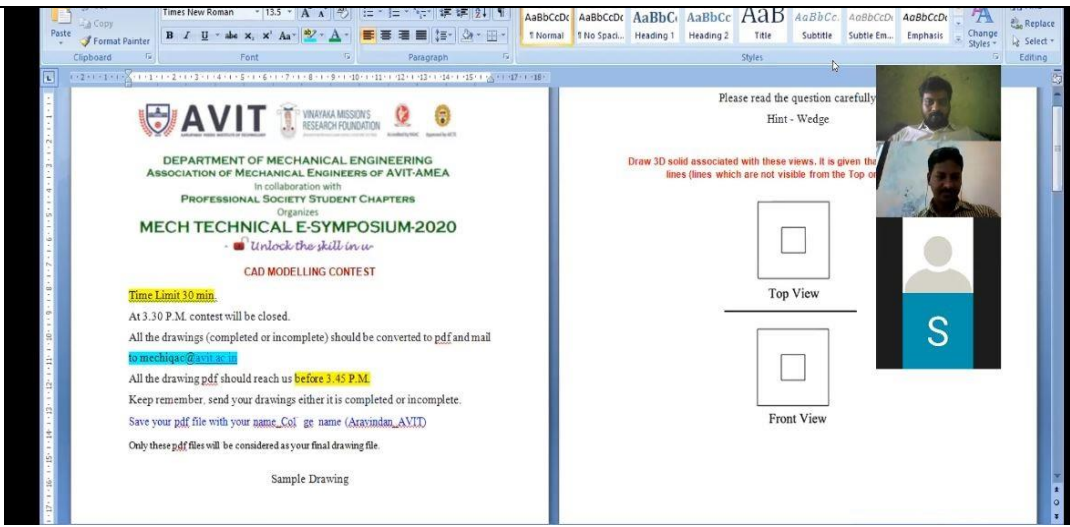 Copy
Paste
Format Painter
Clipboard
Times New Roman
13.5
Font
Paragraph
AaBbCcDc AaBbCcDc AaBbC AaBbCc AaB AaBbCc. AaBbCcDt AaBbCcDt
¶ Normal
¶ No Spaci...
Heading 1
Heading 2
Title
Subtitle
Subtle Em...
Emphasis
Change Styles
Styles
Replace
Select
Editing
AVIT
VINAYAKA MISSION'S
RESEARCH FOUNDATION
DEPARTMENT OF MECHANICAL ENGINEERING
ASSOCIATION OF MECHANICAL ENGINEERS OF AVIT-AMEA
In collaboration with
PROFESSIONAL SOCIETY STUDENT CHAPTERS
Organizes
MECH TECHNICAL E-SYMPOSIUM-2020
- Unlock the skill in u-
CAD MODELLING CONTEST
Time Limit 30 min.
At 3.30 P.M. contest will be closed.
All the drawings (completed or incomplete) should be converted to pdf and mail
to mechiqac@avit.ac.in
All the drawing pdf should reach us before 3.45 P.M.
Keep remember, send your drawings either it is completed or incomplete.
Save your pdf file with your name_Col ge name (Aravindan_AVIT)
Only these pdf files will be considered as your final drawing file.
Sample Drawing
Please read the question carefully
Hint - Wedge
Draw 3D solid associated with these views. it is given tha
lines (lines which are not visible from the Top or
Top View
Front View
S